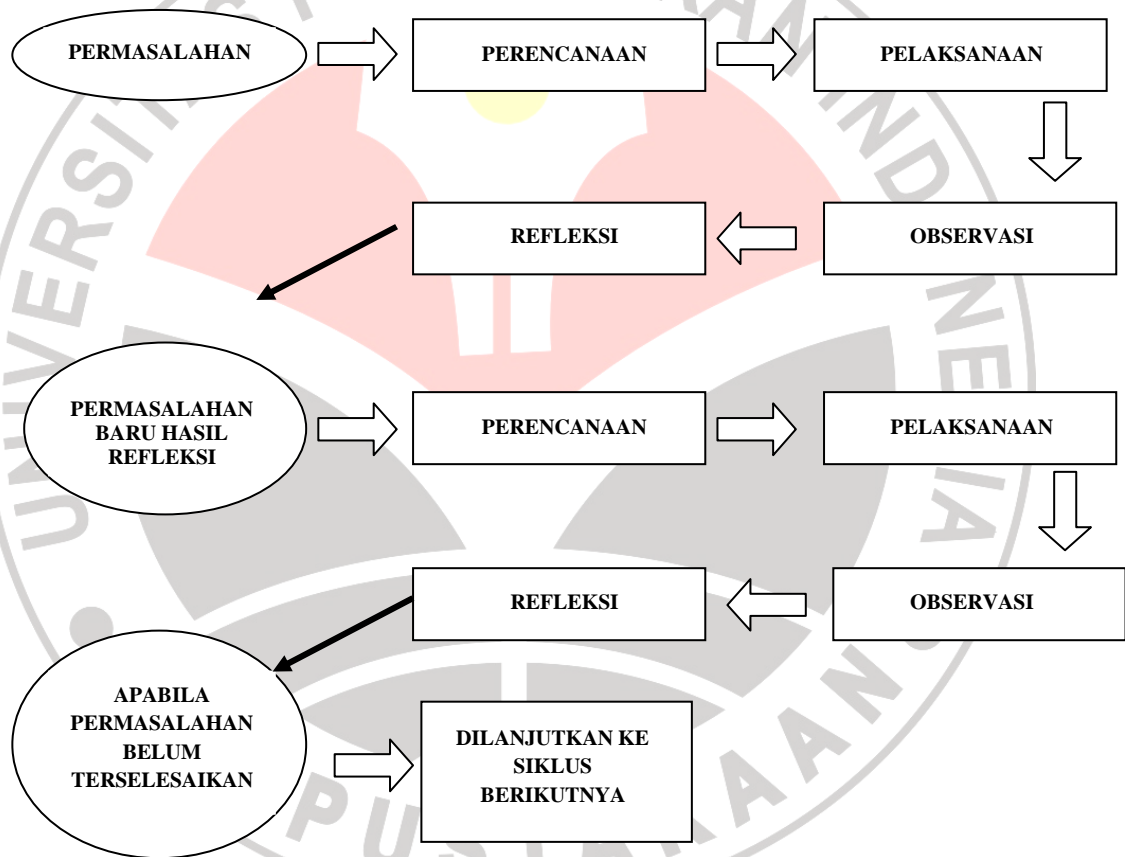 PERMASALAHAN
PERENCANAAN
PELAKSANAAN
REFLEKSI
OBSERVASI
PERMASALAHAN
BARU HASIL
REFLEKSI
PERENCANAAN
PELAKSANAAN
REFLEKSI
OBSERVASI
APABILA
PERMASALAHAN
BELUM
TERSELESAIKAN
DILANJUTKAN KE
SIKLUS
BERIKUTNYA